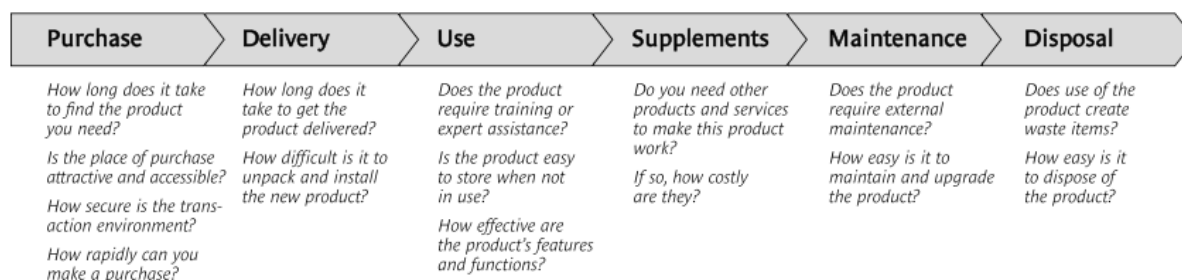 Purchase
Delivery
Use
Supplements
Maintenance
Disposal
How long does it take
to find the product
you need?
Is the place of purchase
attractive and accessible?
How secure is the trans-
action environment?
How rapidly can you
make a purchase?
How long does it
take to get the
product delivered?
How difficult is it to
unpack and install
the new product?
Does the product
require training or
expert assistance?
Is the product easy
to store when not
in use?
How effective are
the product's features
and functions?
Do you need other
products and services
to make this product
work?
If so, how costly
are they?
Does the product
require external
maintenance?
How easy is it to
maintain and upgrade
the product?
Does use of the
product create
waste items?
How easy is it
to dispose of
the product?